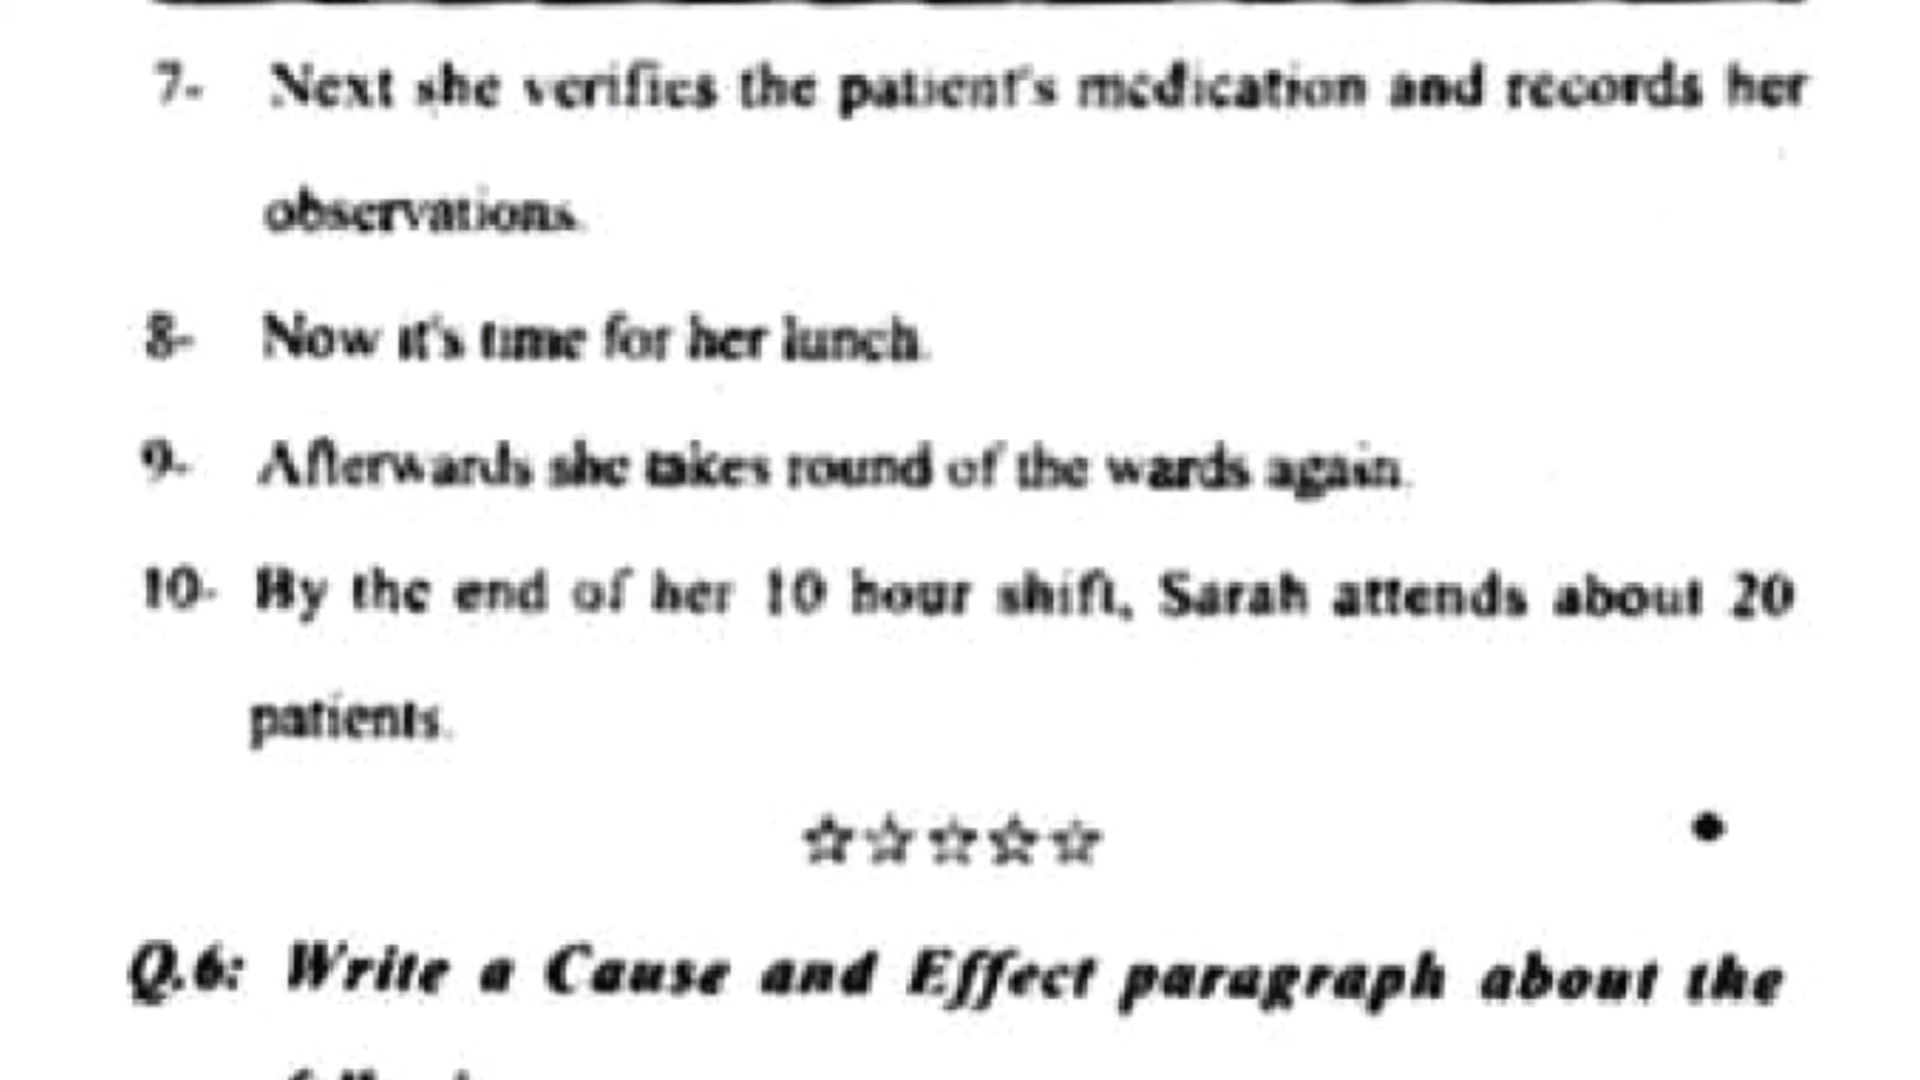 7- Next she verifies the patient's medication and records her
observations.
8- Now it's time for her lunch.
9- Afterwards she takes round of the wards again.
10- By the end of her 10 hour shift, Sarah attends about 20
patients.
☆☆☆☆☆
Q.6: Write a Cause and Effect paragraph about the